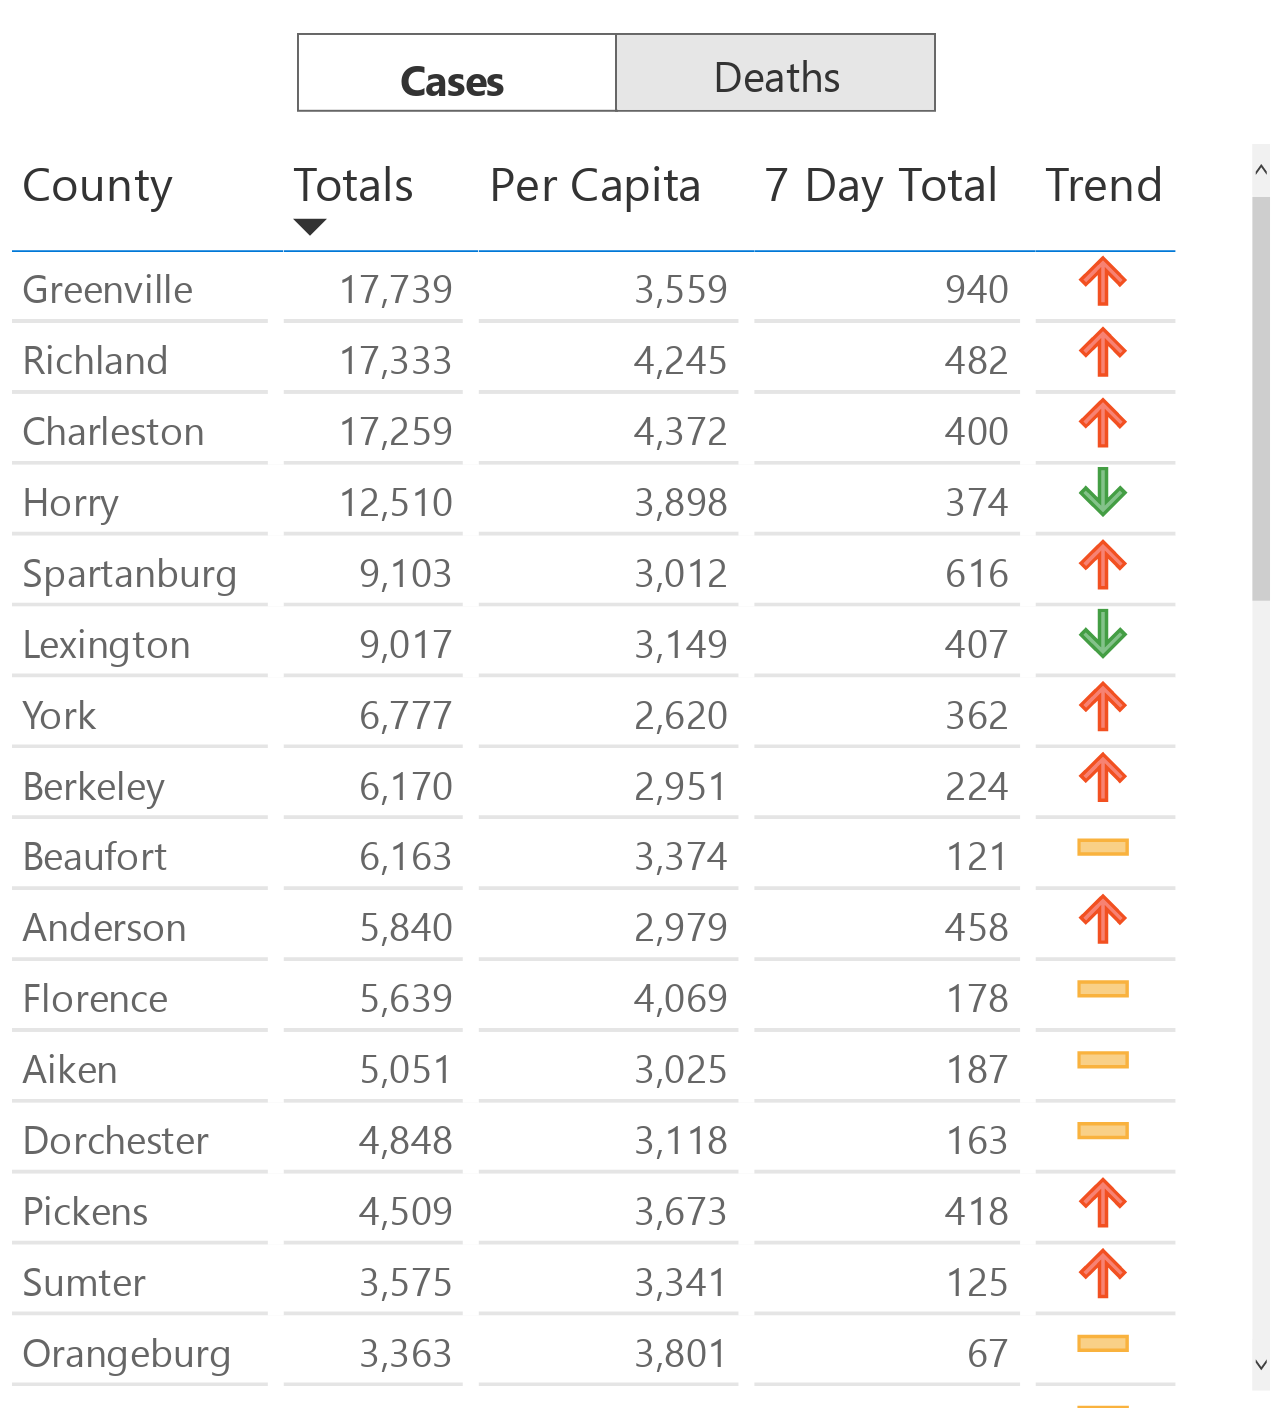 Cases Deaths
County Totals Per Capita 7 Day Total Trend
Greenville 17,739 3,559 940
Richland 17,333 4,245 482
Charleston 17,259 4,372 400
Horry 12,510 3,898 374
Spartanburg 9,103 3,012 616
Lexington 9,017 3,149 407
York 6,777 2,620 362
Berkeley 6,170 2,951 224
Beaufort 6,163 3,374 121
Anderson 5,840 2,979 458
Florence 5,639 4,069 178
Aiken 5,051 3,025 187
Dorchester 4,848 3,118 163
Pickens 4,509 3,673 418
Sumter 3,575 3,341 125
Orangeburg 3,363 3,801 67